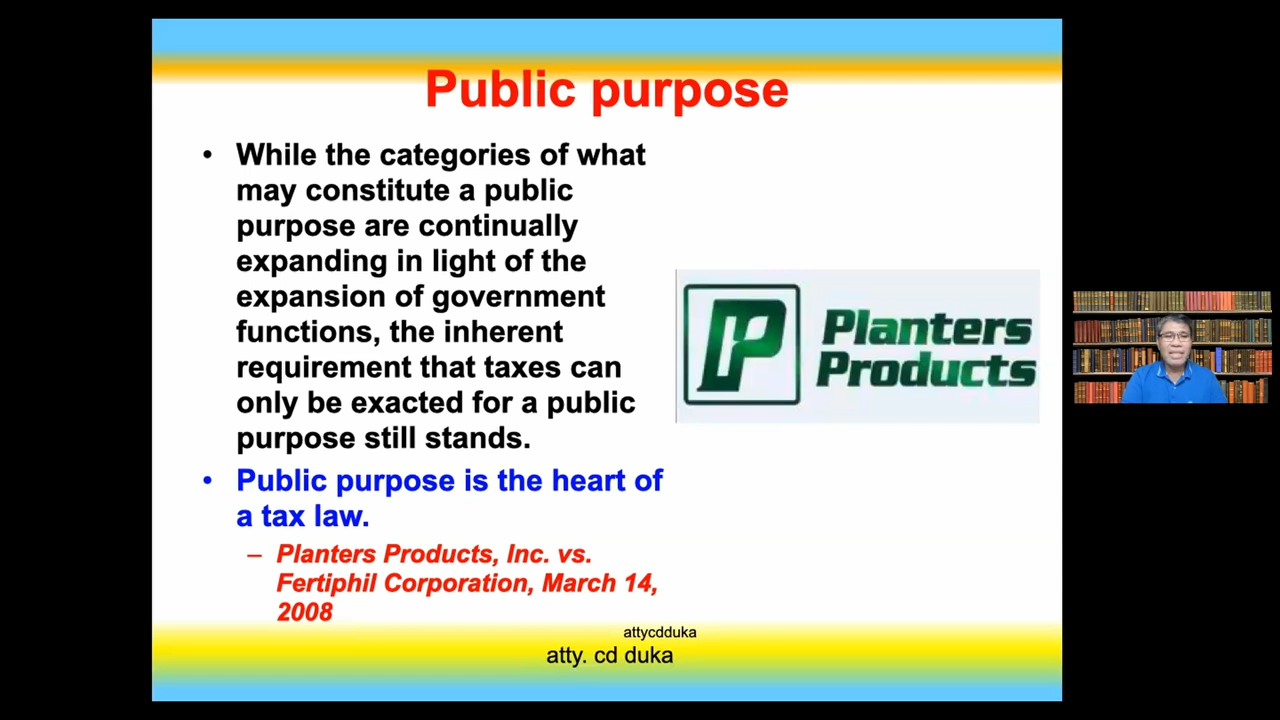 Public purpose
• While the categories of what
may constitute a public
purpose are continually
expanding in light of the
expansion of government
functions, the inherent
requirement that taxes can
only be exacted for a public
purpose still stands.
• Public purpose is the heart of
a tax law.
– Planters Products, Inc. vs.
Fertiphil Corporation, March 14,
2008
Planters
Products
attycdduka
atty. cd duka